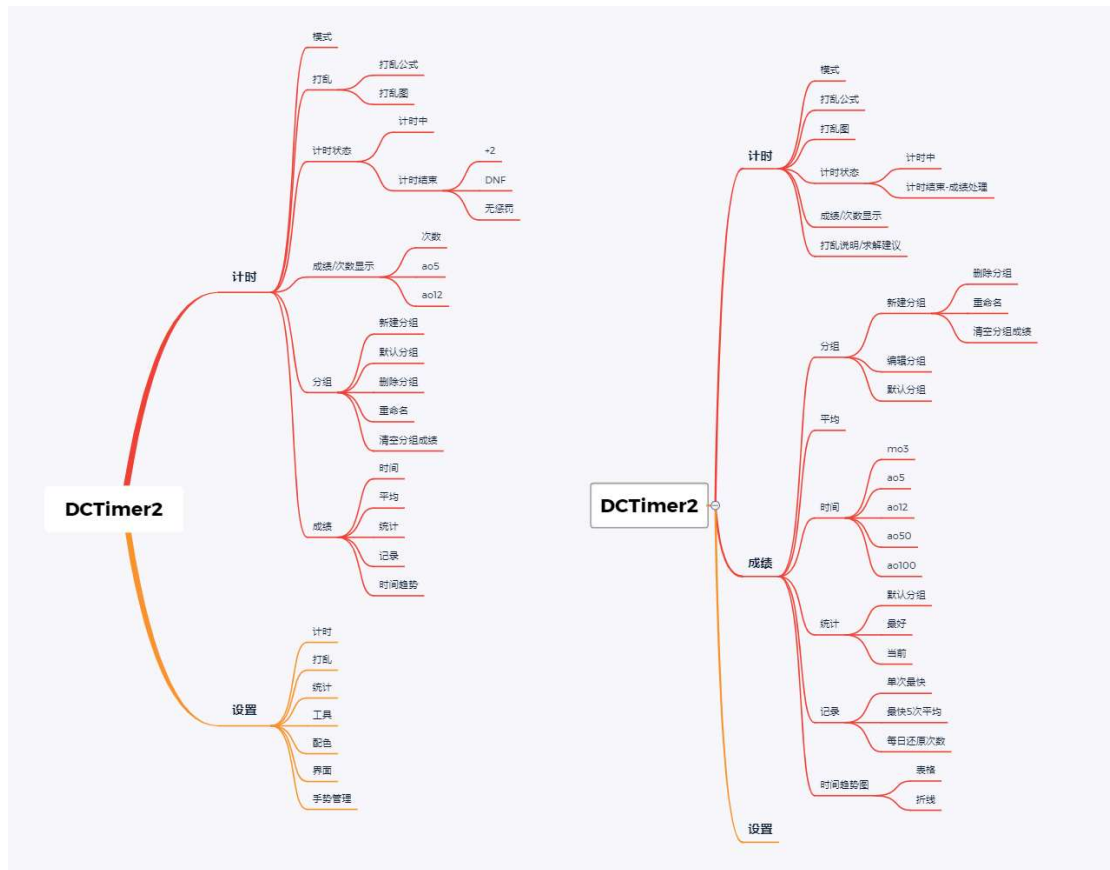 DCTimer2
计时
模式
打乱
打乱公式
打乱图
计时状态
计时中
计时结束
+2
DNF
无惩罚
成绩/次数显示
次数
ao5
ao12
分组
新建分组
默认分组
删除分组
重命名
清空分组成绩
成绩
时间
平均
统计
记录
时间趋势
设置
计时
打乱
统计
工具
配色
界面
手势管理
DCTimer2
计时
模式
打乱公式
打乱图
计时状态
计时中
计时结束-成绩处理
成绩/次数显示
打乱说明/求解建议
成绩
分组
新建分组
删除分组
重命名
清空分组成绩
编辑分组
默认分组
平均
时间
mo3
ao5
ao12
ao50
ao100
统计
默认分组
最好
当前
记录
单次最快
最快5次平均
每日还原次数
时间趋势图
表格
折线
设置